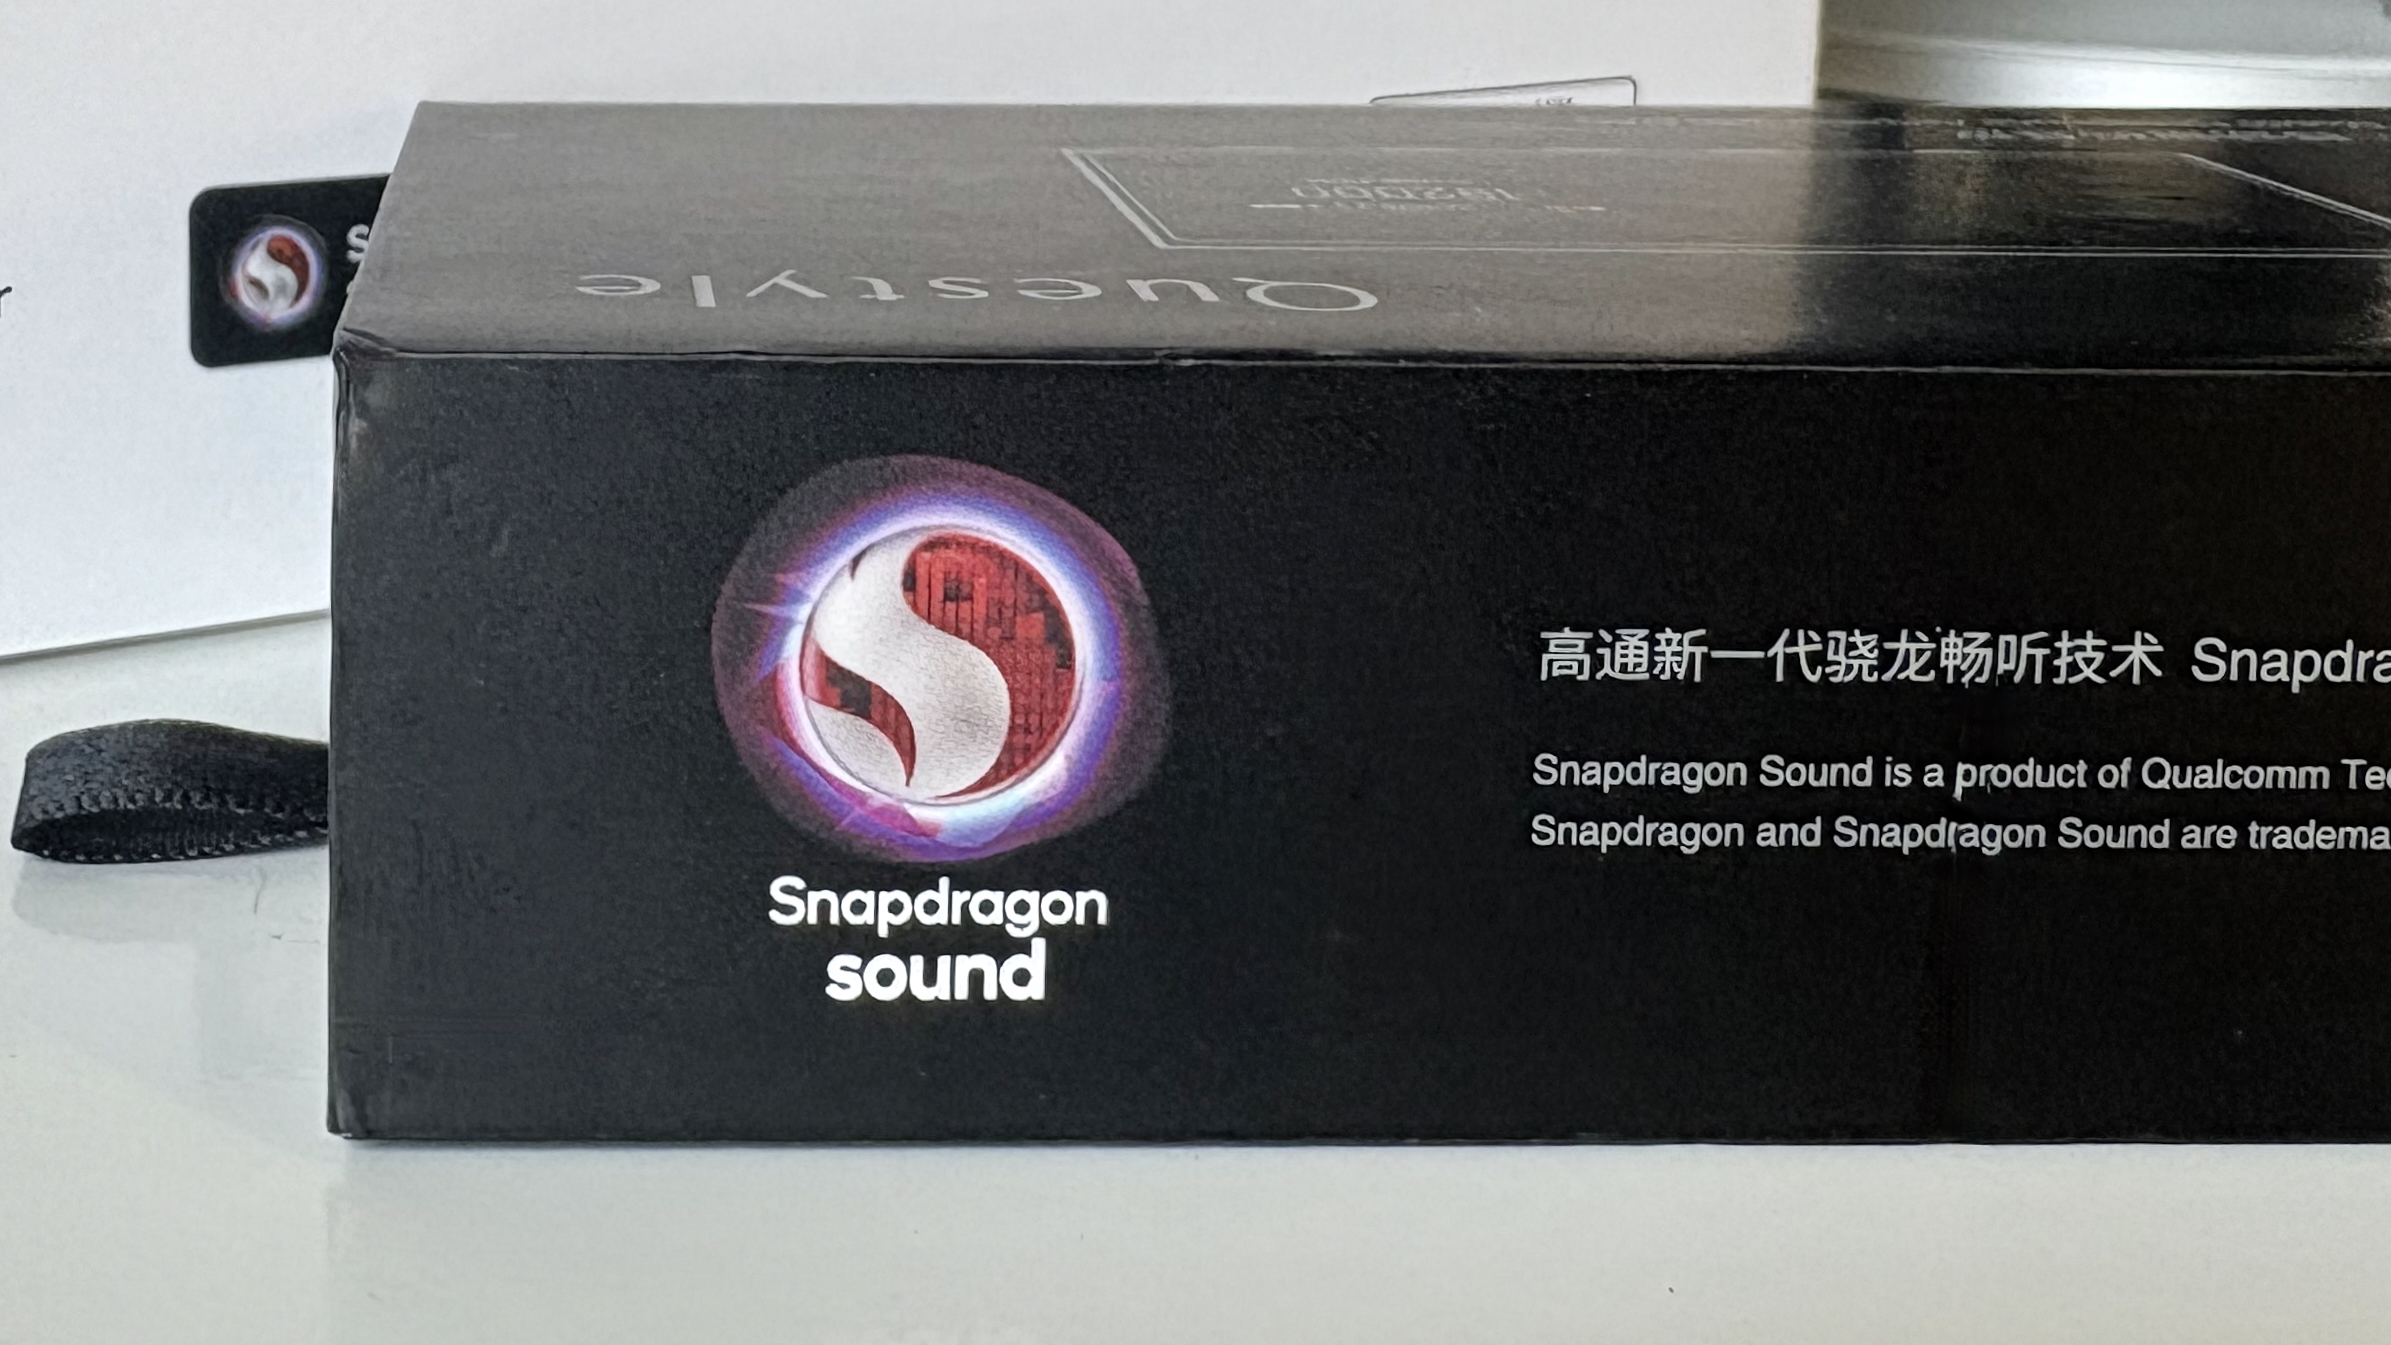 Questyle
Snapdragon
sound
高通新一代骁龙畅听技术 Snapdra
Snapdragon Sound is a product of Qualcomm Tec
Snapdragon and Snapdragon Sound are tradema